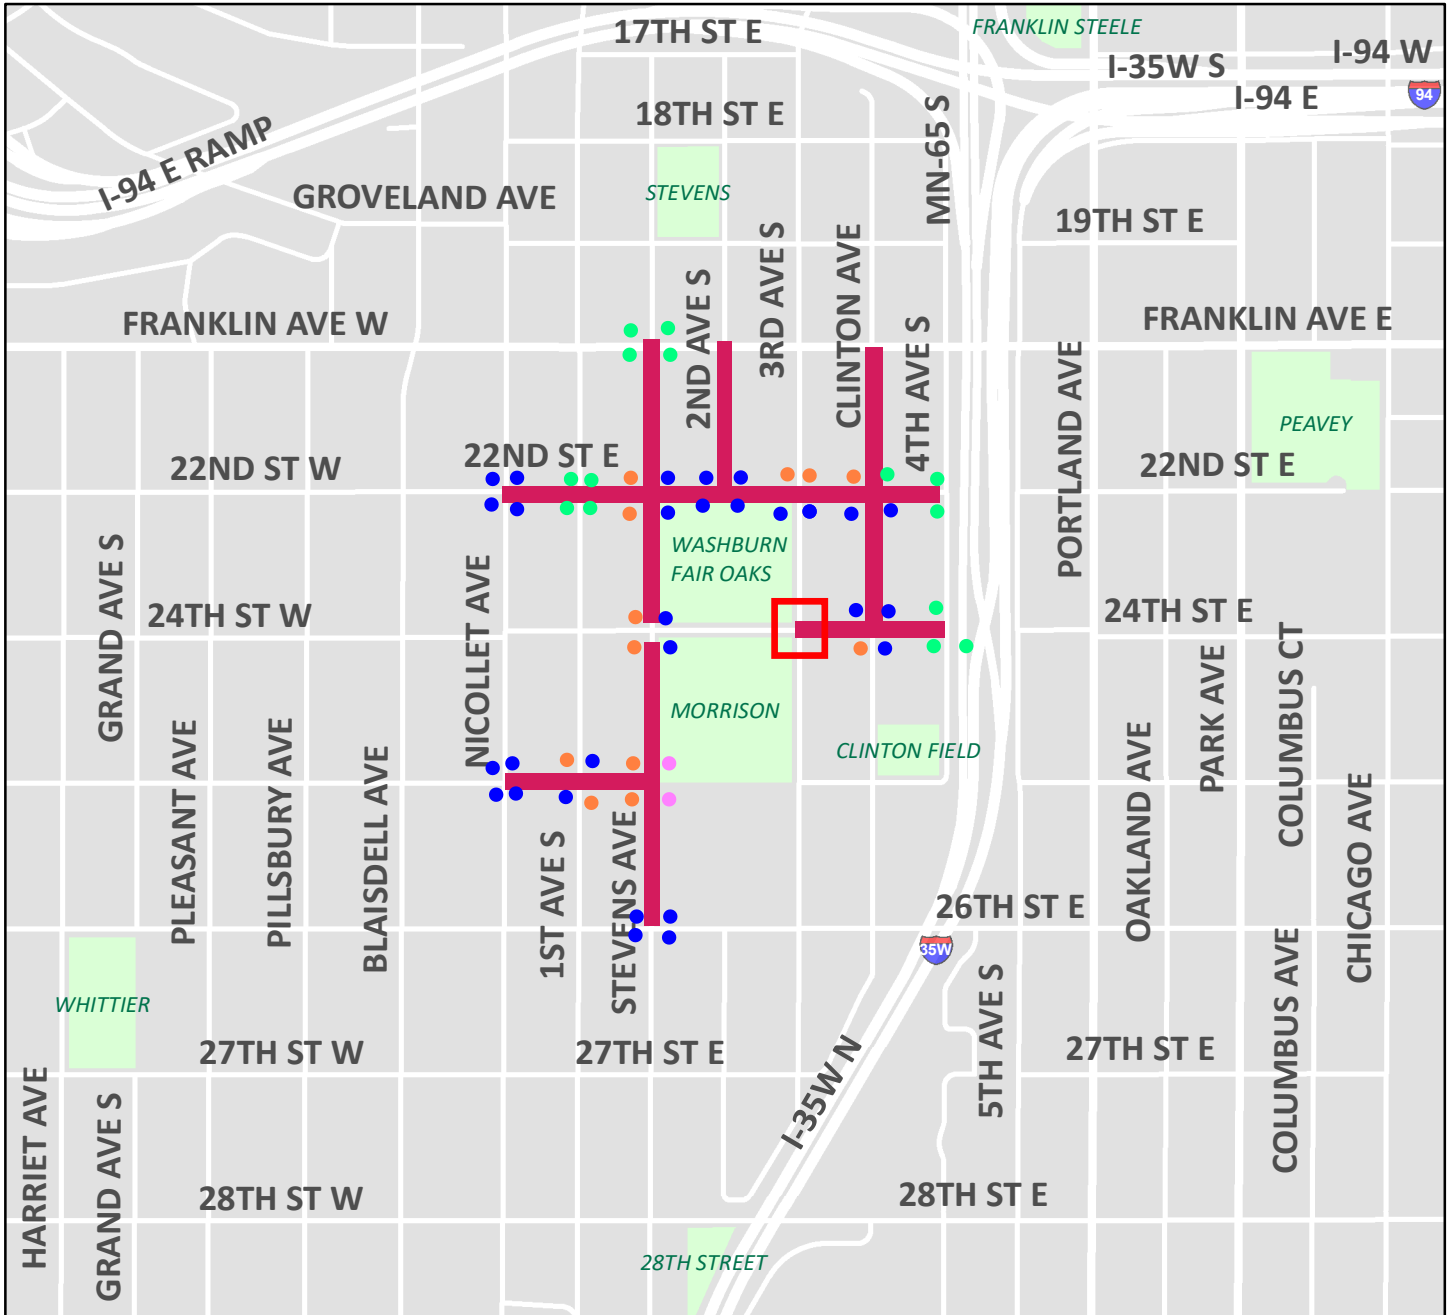 17TH ST E
FRANKLIN STEELE
I-94 W
I-35W S
I-94 E
94
18TH ST E
MN-65 S
I-94 E RAMP
GROVELAND AVE
STEVENS
19TH ST E
2ND AVE S
3RD AVE S
CLINTON AVE
4TH AVE S
FRANKLIN AVE W
FRANKLIN AVE E
PORTLAND AVE
PEAVEY
22ND ST W
22ND ST E
22ND ST E
GRAND AVE S
NICOLLET AVE
WASHBURN
FAIR OAKS
24TH ST W
24TH ST E
PLEASANT AVE
PILLSBURY AVE
BLAISDELL AVE
MORRISON
CLINTON FIELD
OAKLAND AVE
PARK AVE
COLUMBUS CT
CHICAGO AVE
1ST AVE S
STEVENS AVE
26TH ST E
35W
WHITTIER
5TH AVE S
COLUMBUS AVE
27TH ST W
27TH ST E
27TH ST E
I-35W N
HARRIET AVE
GRAND AVE S
28TH ST W
28TH ST E
28TH STREET